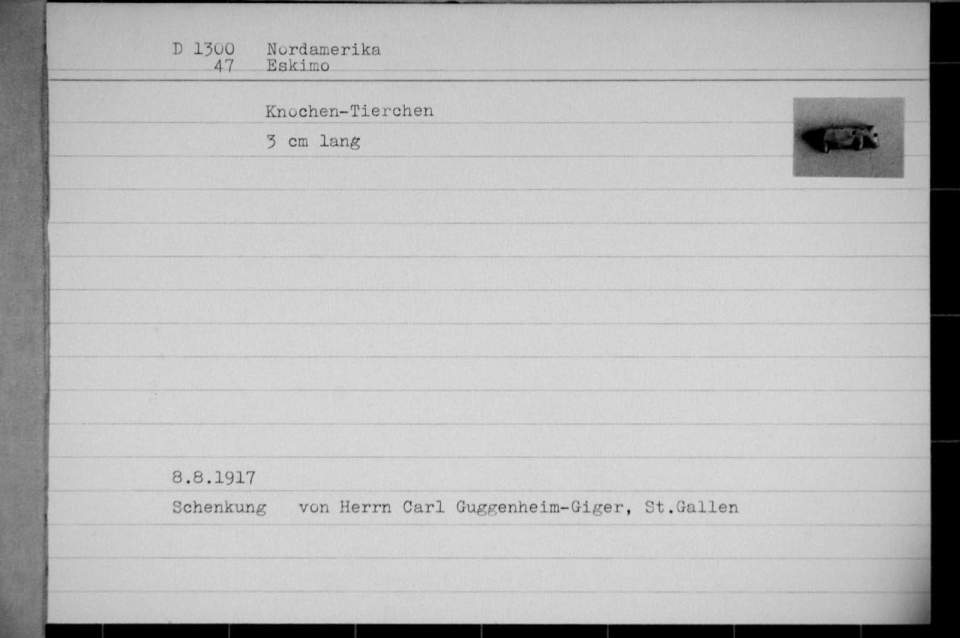 D 1300 Nordamerika
47 Eskimo
Knochen-Tierchen
3 cm lang
8.8.1917
Schenkung von Herrn Carl Guggenheim-Giger, St.Gallen